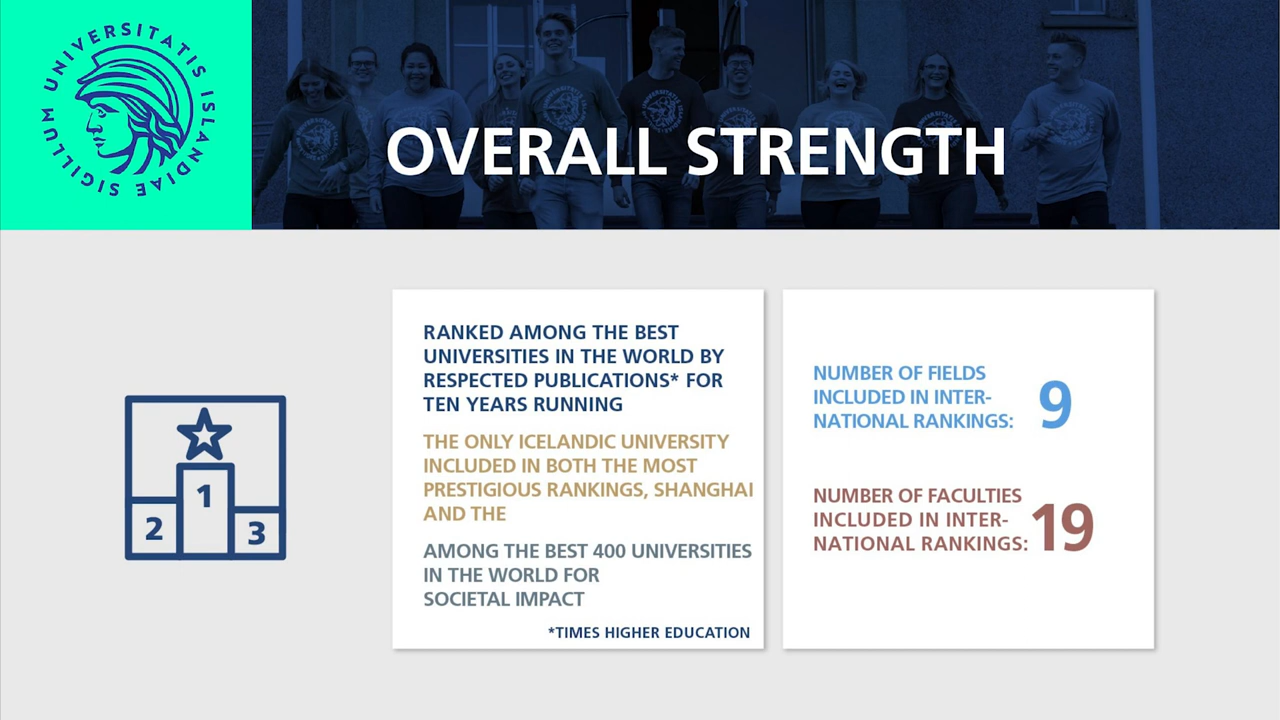 SIGILLUM UNIVERSITATIS ISLANDIAE
OVERALL STRENGTH
1
2
3
RANKED AMONG THE BEST
UNIVERSITIES IN THE WORLD BY
RESPECTED PUBLICATIONS* FOR
TEN YEARS RUNNING
THE ONLY ICELANDIC UNIVERSITY
INCLUDED IN BOTH THE MOST
PRESTIGIOUS RANKINGS, SHANGHAI
AND THE
AMONG THE BEST 400 UNIVERSITIES
IN THE WORLD FOR
SOCIETAL IMPACT
*TIMES HIGHER EDUCATION
NUMBER OF FIELDS
INCLUDED IN INTER-
NATIONAL RANKINGS:
9
NUMBER OF FACULTIES
INCLUDED IN INTER-
NATIONAL RANKINGS:
19